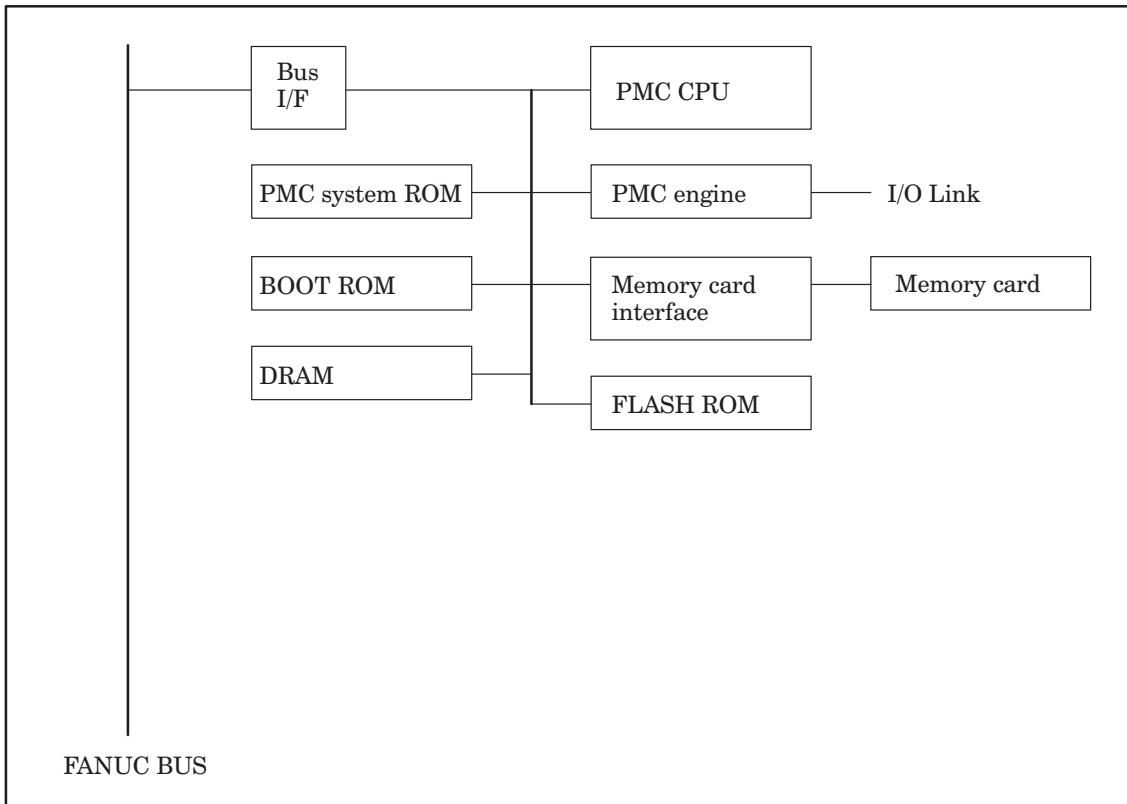 Bus
I/F
PMC CPU
PMC system ROM
PMC engine
I/O Link
BOOT ROM
Memory card
interface
Memory card
DRAM
FLASH ROM
FANUC BUS